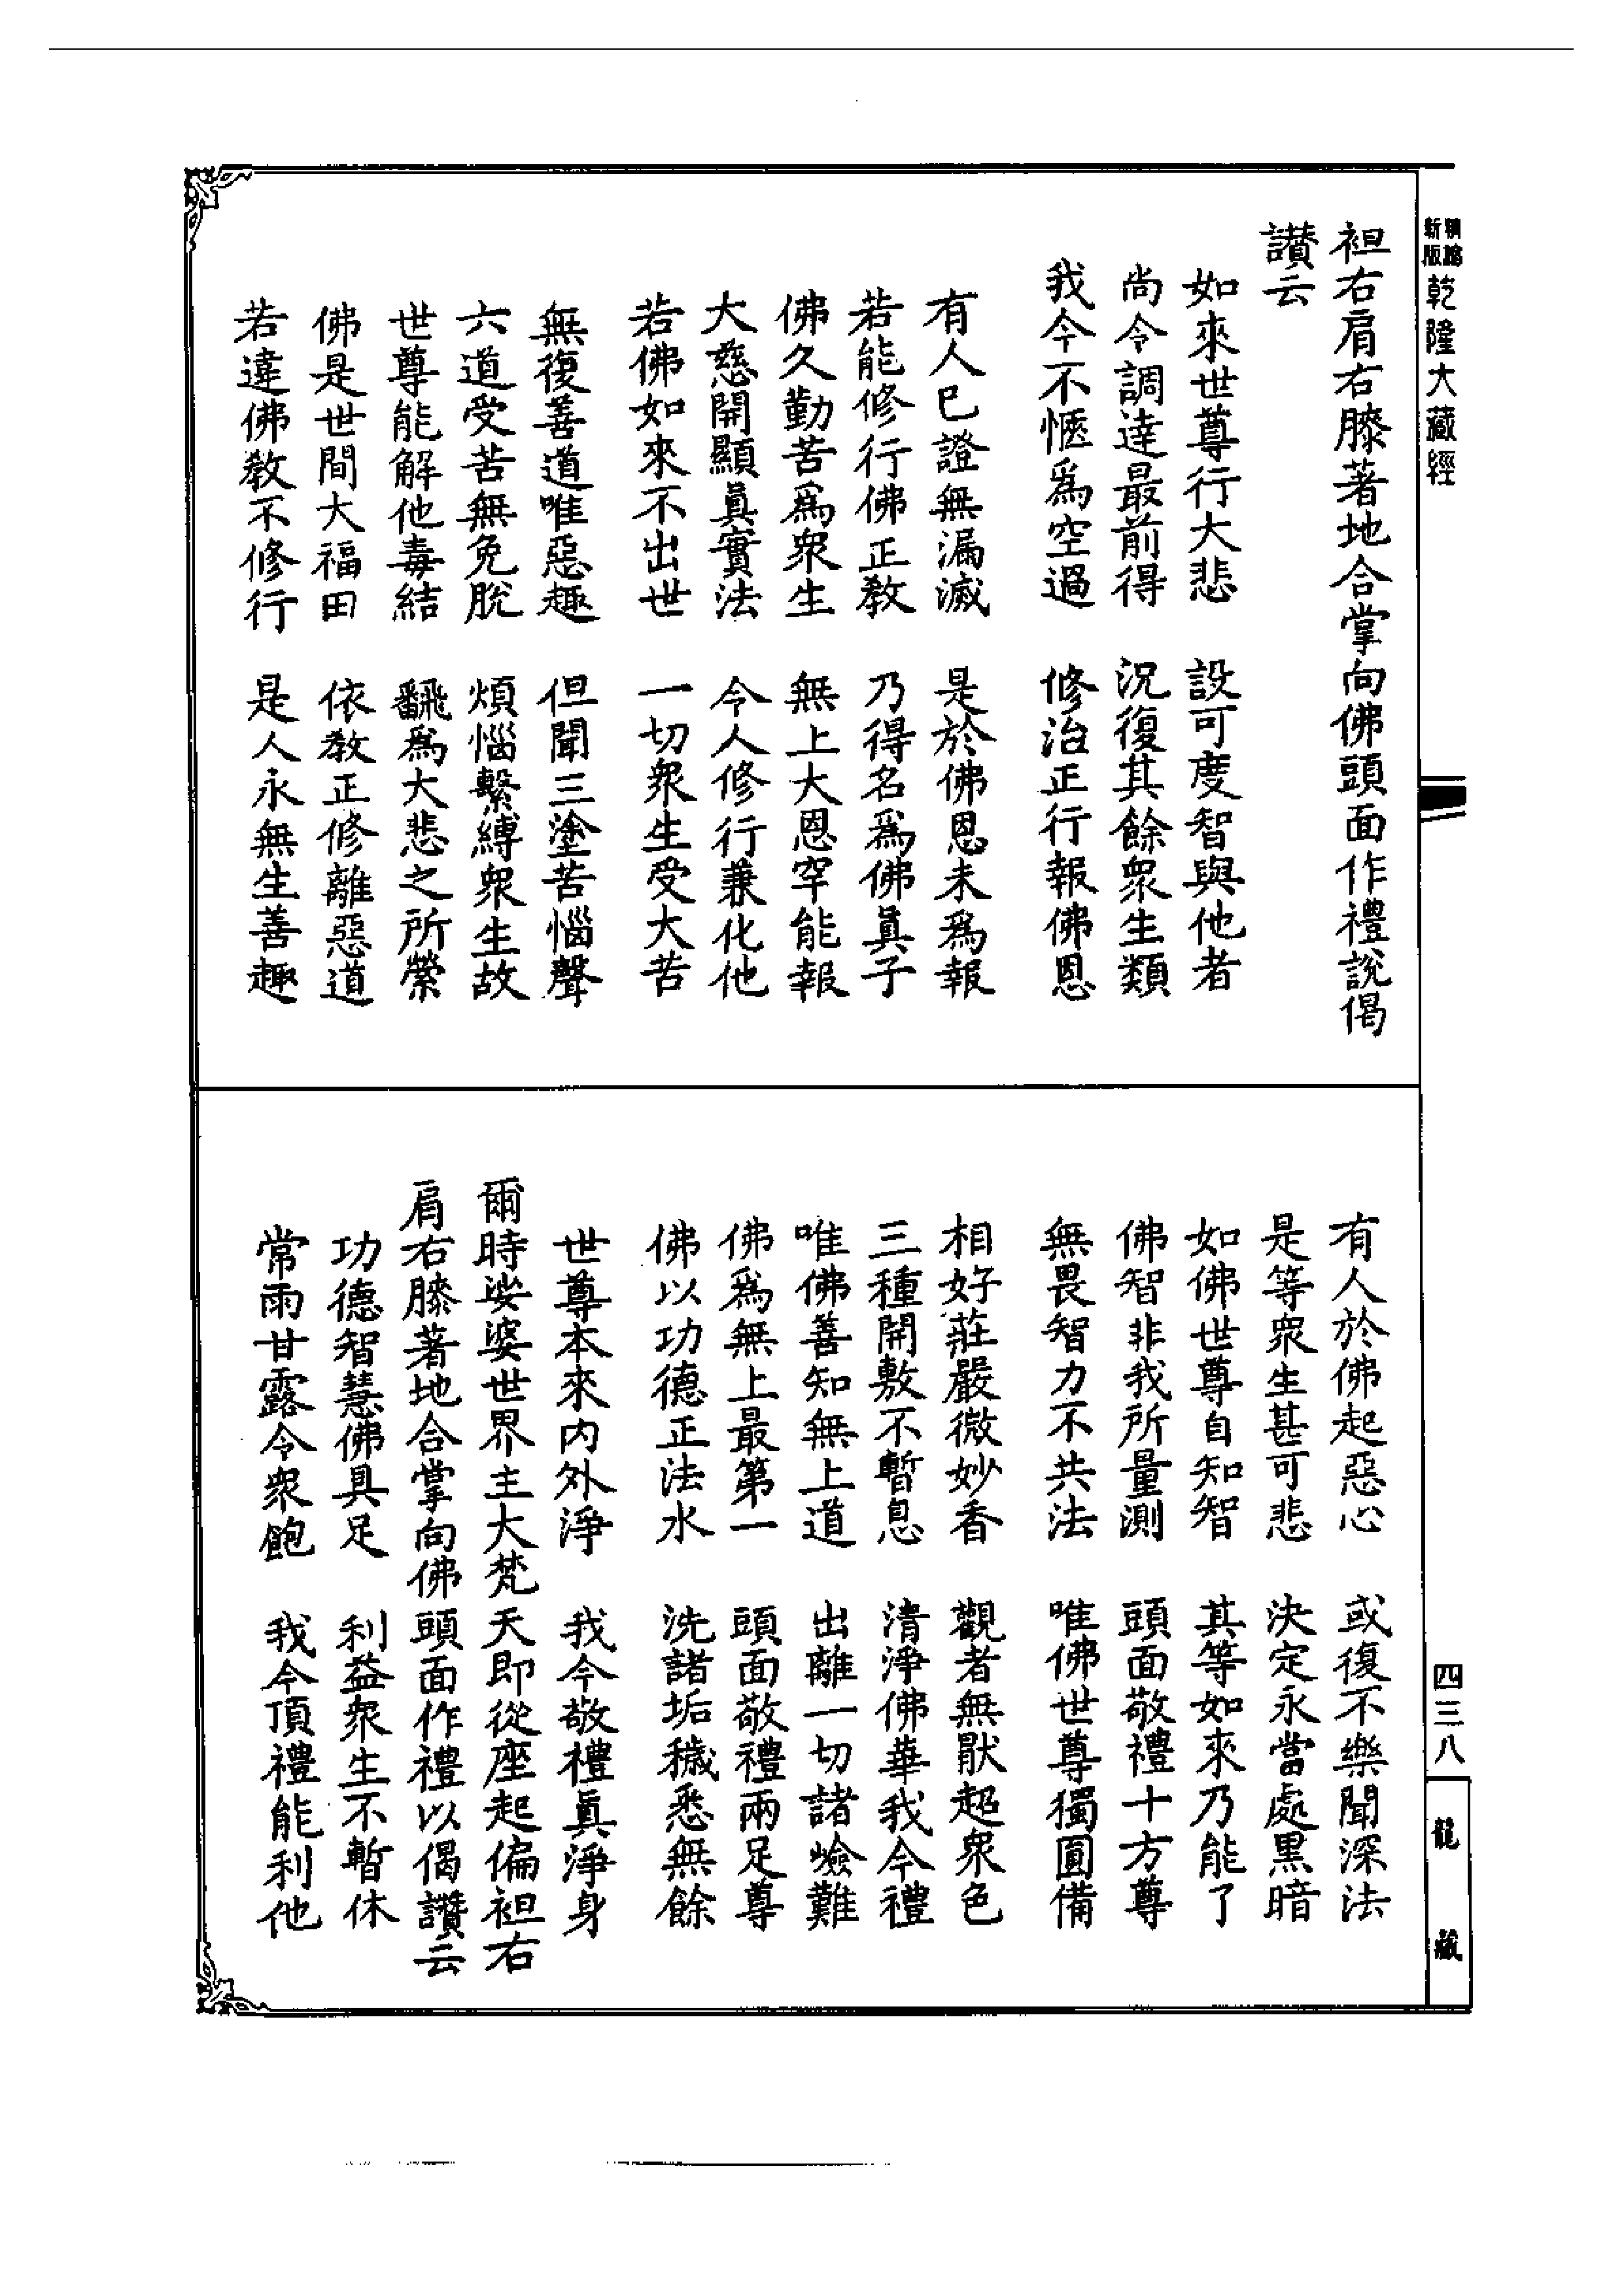 新版
乾隆大藏經
袒右肩右膝著地合掌向佛頭面作禮說偈
讚云
如來世尊行大悲　設可度智與他者
尚令調達最前得　況復其餘衆生類
我今不愜爲空過　修治正行報佛恩
有人已證無漏滅　是於佛恩未爲報
若能修行佛正教　乃得名爲佛眞子
佛久勤苦爲衆生　無上大恩罕能報
大慈開顯眞實法　令人修行兼化他
若佛如來不出世　一切衆生受大苦
無復善道唯惡趣　但聞三塗苦惱聲
六道受苦無免脫　煩惱繫縛衆生故
世尊能解他毒結　飜爲大悲之所縈
佛是世間大福田　依教正修離惡道
若違佛教不修行　是人永無生善趣
有人於佛起惡心　或復不樂聞深法
是等衆生甚可悲　決定永當處黑暗
如佛世尊自知智　其等如來乃能了
佛智非我所量測　頭面敬禮十方尊
無畏智力不共法　唯佛世尊獨圓備
相好莊嚴微妙香　觀者無猒超衆色
三種開敷不暫息　清淨佛華我今禮
唯佛善知無上道　出離一切諸嶮難
佛爲無上最第一　頭面敬禮兩足尊
佛以功德正法水　洗諸垢穢悉無餘
世尊本來内外淨　我今敬禮眞淨身
爾時娑婆世界主大梵天即從座起偏袒右
肩右膝著地合掌向佛頭面作禮以偈讚云
功德智慧佛具足　利益衆生不暫休
常雨甘露令衆飽　我今頂禮能利他
四三八
龍藏